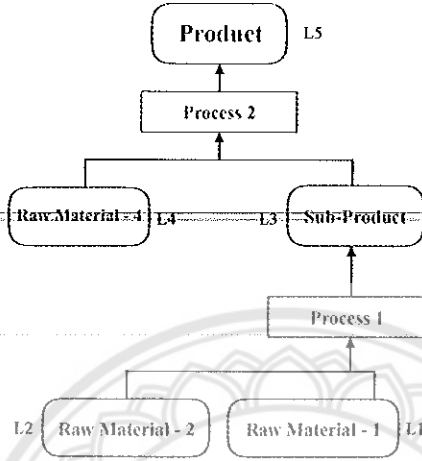 Product L5
Process 2
Raw Material - 4 L4 L3 Sub-Product
Process 1
L2 Raw Material - 2 Raw Material - 1 L1